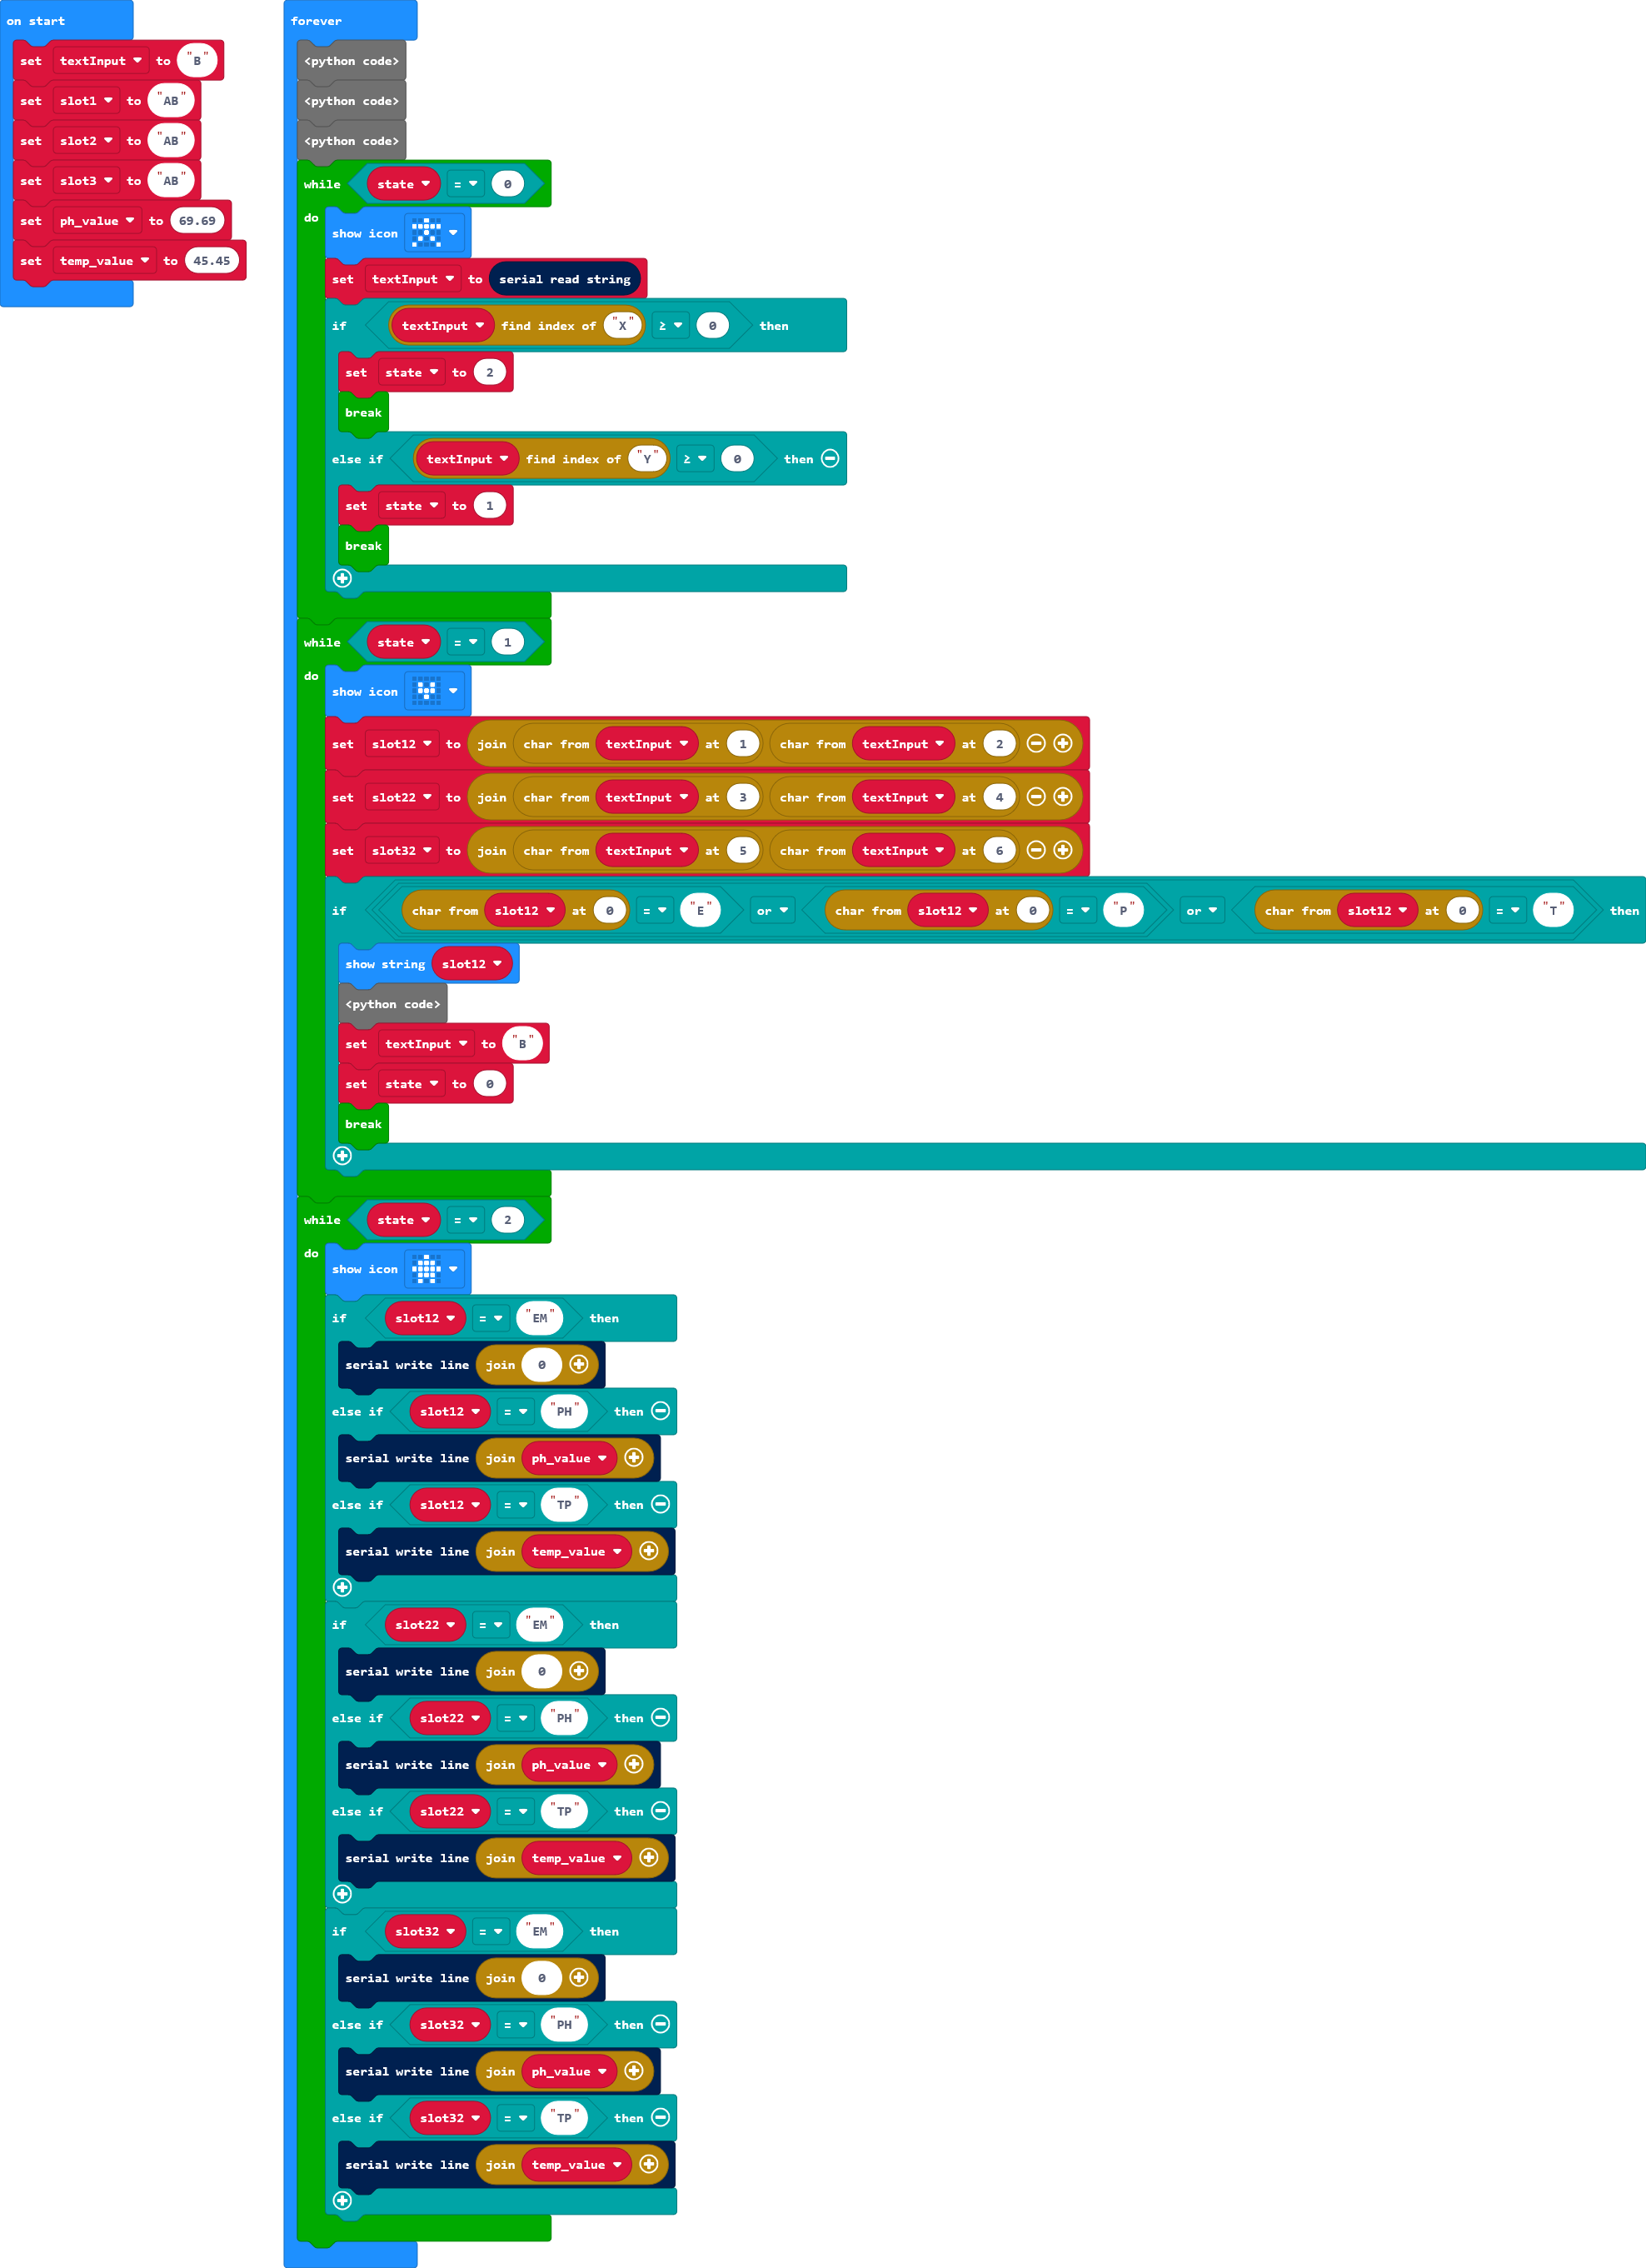 on start
set textInput to "B"
set slot1 to "AB"
set slot2 to "AB"
set slot3 to "AB"
set ph_value to 69.69
set temp_value to 45.45
forever
<python code>
<python code>
<python code>
while state = 0
do
show icon
set textInput to serial read string
if textInput find index of "X" ≥ 0 then
set state to 2
break
else if textInput find index of "Y" ≥ 0 then
set state to 1
break
while state = 1
do
show icon
set slot12 to join char from textInput at 1 char from textInput at 2
set slot22 to join char from textInput at 3 char from textInput at 4
set slot32 to join char from textInput at 5 char from textInput at 6
if char from slot12 at 0 = "E" or char from slot12 at 0 = "P" or char from slot12 at 0 = "T" then
show string slot12
<python code>
set textInput to "B"
set state to 0
break
while state = 2
do
show icon
if slot12 = "EM" then
serial write line join 0
else if slot12 = "PH" then
serial write line join ph_value
else if slot12 = "TP" then
serial write line join temp_value
if slot22 = "EM" then
serial write line join 0
else if slot22 = "PH" then
serial write line join ph_value
else if slot22 = "TP" then
serial write line join temp_value
if slot32 = "EM" then
serial write line join 0
else if slot32 = "PH" then
serial write line join ph_value
else if slot32 = "TP" then
serial write line join temp_value